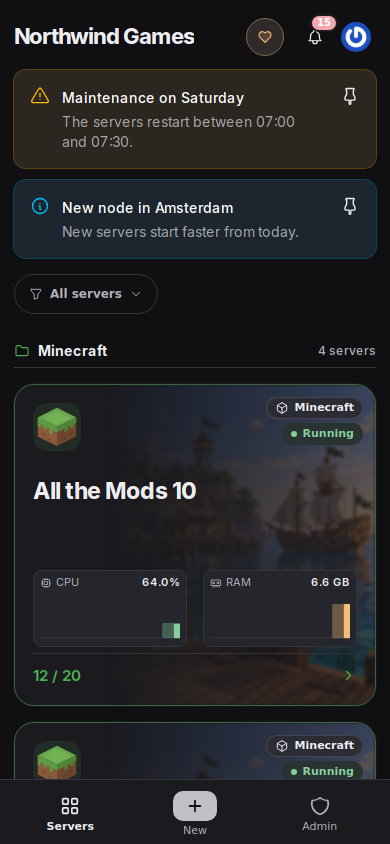 Northwind Games
15
Maintenance on Saturday
The servers restart between 07:00
and 07:30.
New node in Amsterdam
New servers start faster from today.
All servers
Minecraft
4 servers
Minecraft
Running
All the Mods 10
CPU
64.0%
RAM
6.6 GB
12 / 20
Minecraft
Running
Servers
New
Admin